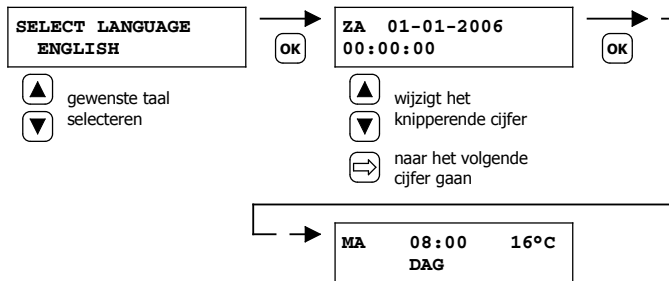 SELECT LANGUAGE
ENGLISH
OK
ZA 01-01-2006
00:00:00
OK
gewenste taal
selecteren
wijzigt het
knipperende cijfer
naar het volgende
cijfer gaan
MA 08:00 16°C
DAG